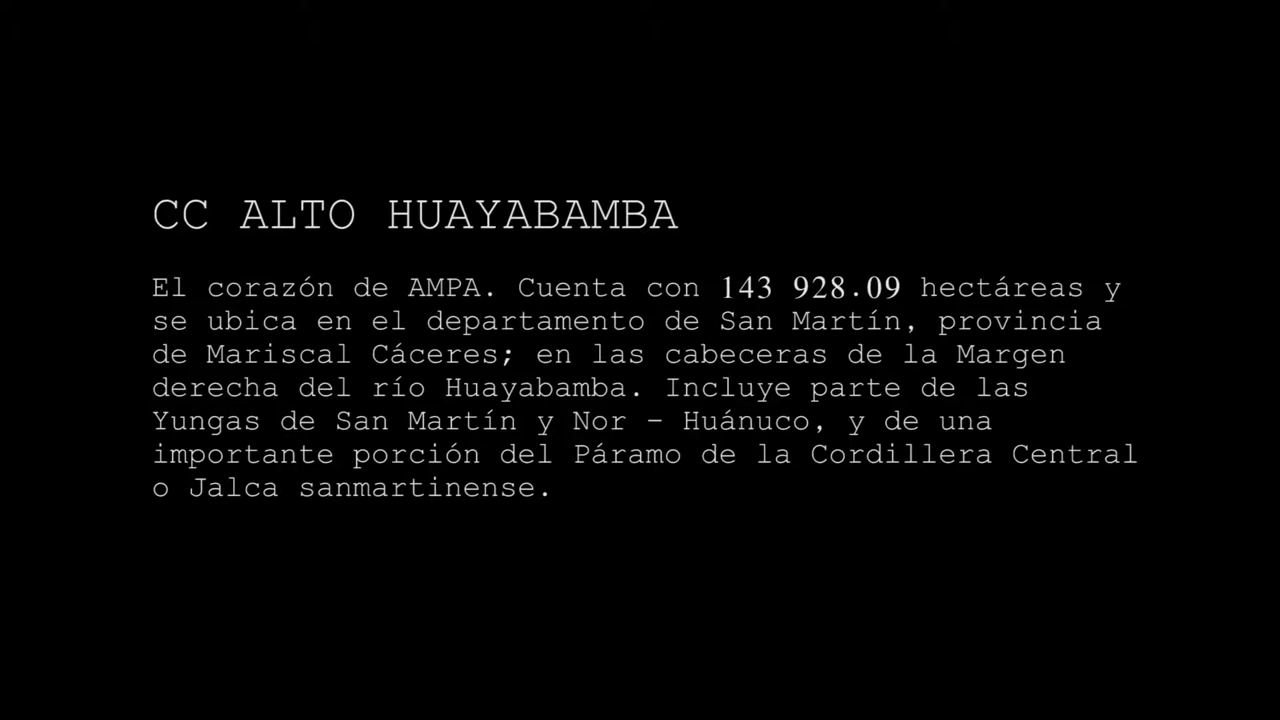 CC ALTO HUAYABAMBA
El corazón de AMPA. Cuenta con 143 928.09 hectáreas y
se ubica en el departamento de San Martín, provincia
de Mariscal Cáceres; en las cabeceras de la Margen
derecha del río Huayabamba. Incluye parte de las
Yungas de San Martín y Nor – Huánuco, y de una
importante porción del Páramo de la Cordillera Central
o Jalca sanmartinense.